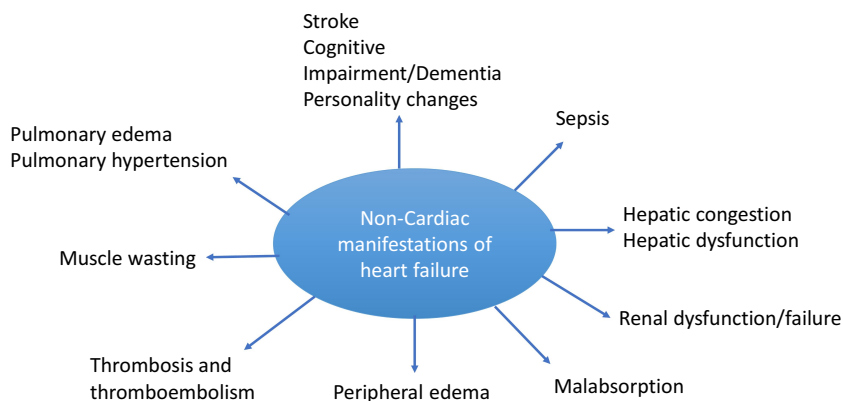 Stroke
Cognitive
Impairment/Dementia
Personality changes
Sepsis
Pulmonary edema
Pulmonary hypertension
Non-Cardiac
manifestations of
heart failure
Hepatic congestion
Hepatic dysfunction
Muscle wasting
Renal dysfunction/failure
Thrombosis and
thromboembolism
Peripheral edema
Malabsorption